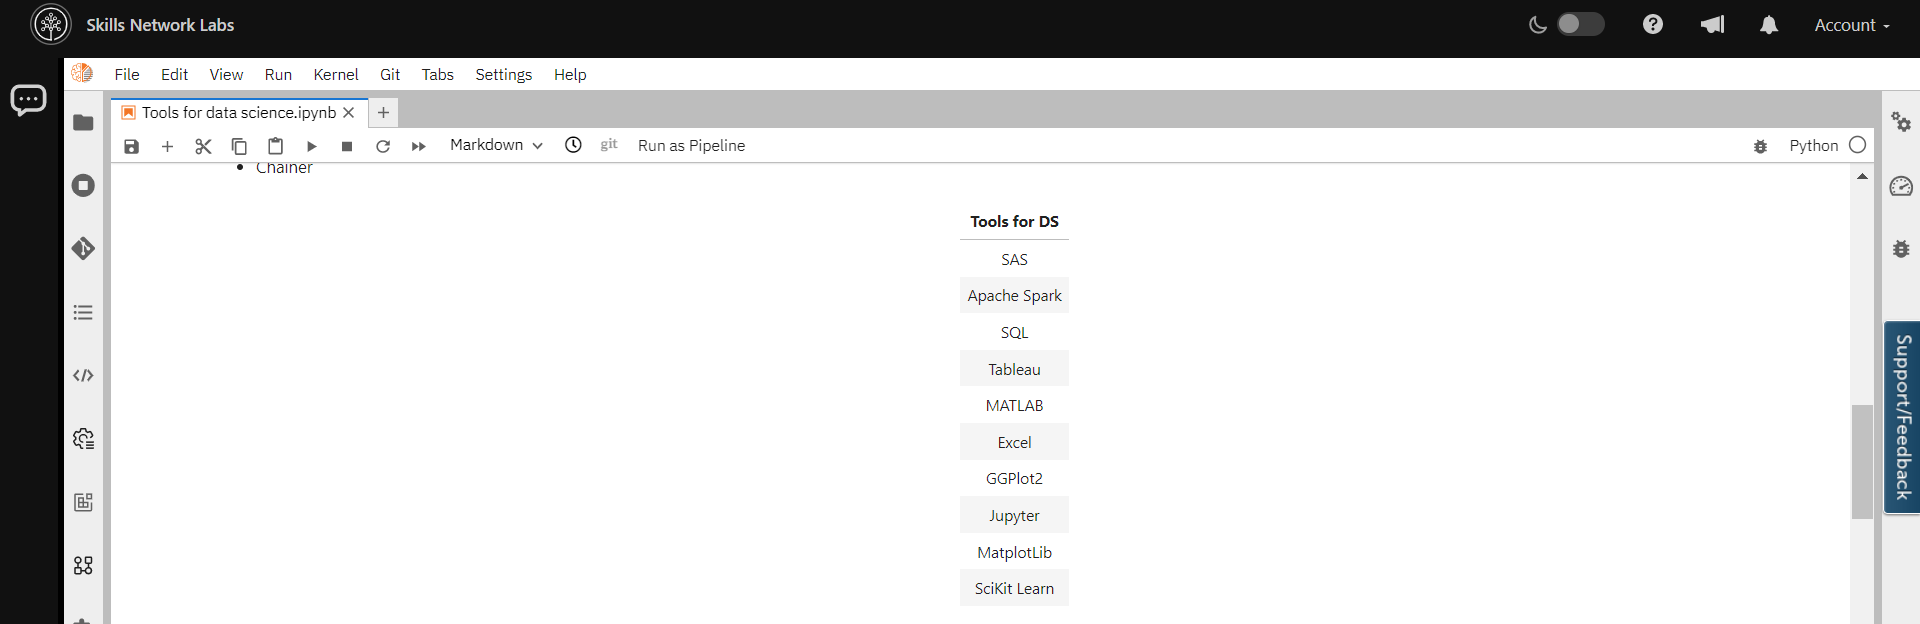 Skills Network Labs
Account
File Edit View Run Kernel Git Tabs Settings Help
Tools for data science.ipynb
Markdown git Run as Pipeline Python
Chainer
Tools for DS
SAS
Apache Spark
SQL
Tableau
MATLAB
Excel
GGPlot2
Jupyter
MatplotLib
SciKit Learn
Support/Feedback